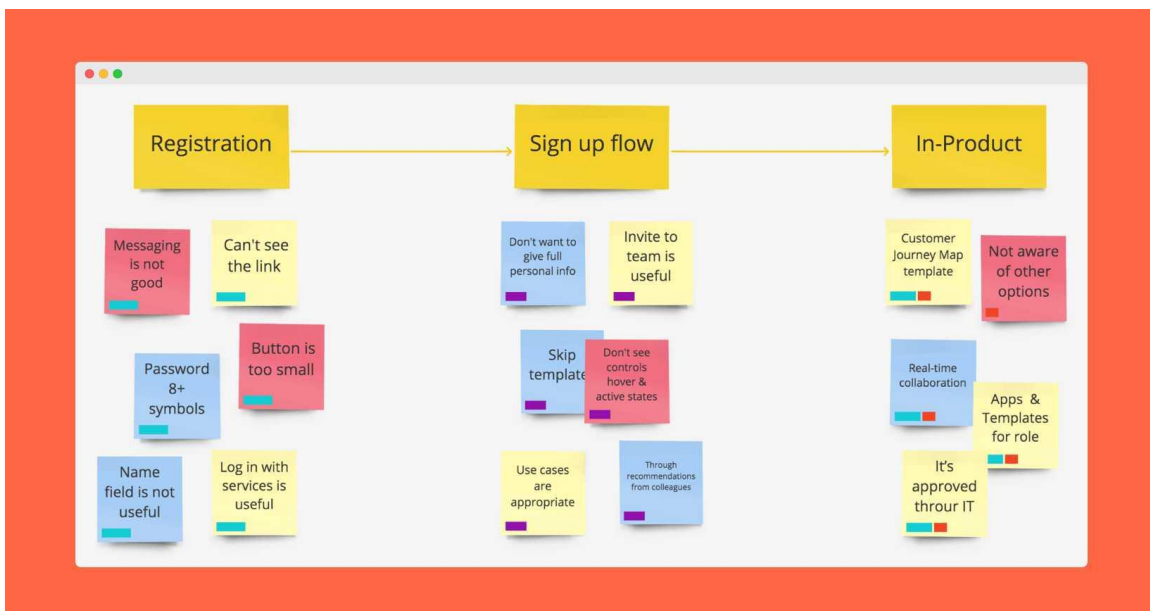 Registration
Sign up flow
In-Product
Messaging
is not
good
Can't see
the link
Password
8+
symbols
Button is
too small
Name
field is not
useful
Log in with
services is
useful
Don't want to
give full
personal info
Invite to
team is
useful
Skip
template
Don't see
controls
hover &
active states
Use cases
are
appropriate
Through
recommendations
from colleagues
Customer
Journey Map
template
Not aware
of other
options
Real-time
collaboration
Apps & 
Templates
for role
It's
approved
throur IT